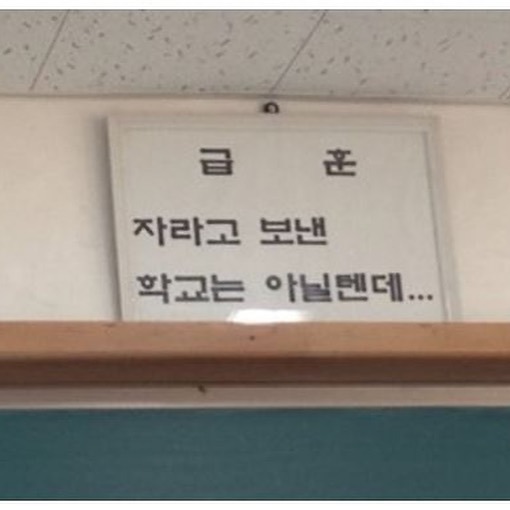 급 훈
자라고 보낸
학교는 아닐텐데...